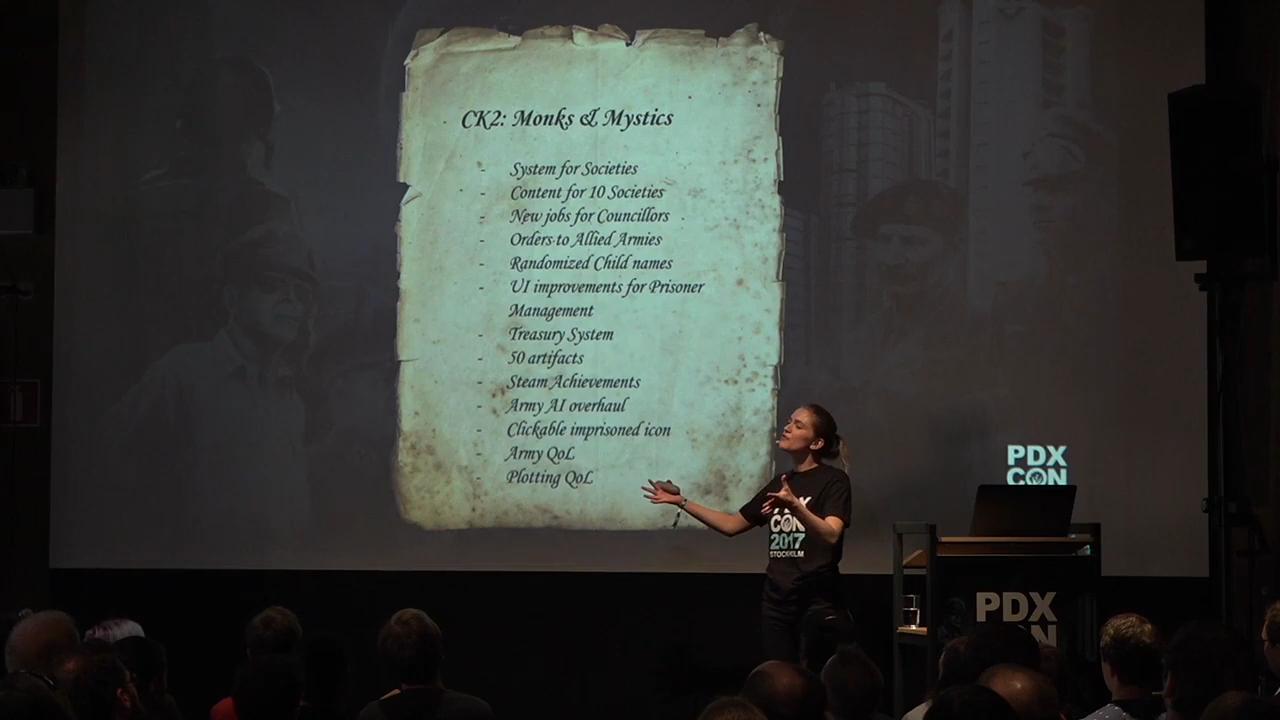 CK2: Monks & Mystics
- System for Societies
- Content for 10 Societies
- New jobs for Councillors
- Orders to Allied Armies
- Randomized Child names
- UI improvements for Prisoner
Management
- Treasury System
- 50 artifacts
- Steam Achievements
- Army AI overhaul
- Clickable imprisoned icon
- Army QoL
- Plotting QoL
PDX
CON
CON
2017
STOCKHOLM
PDX